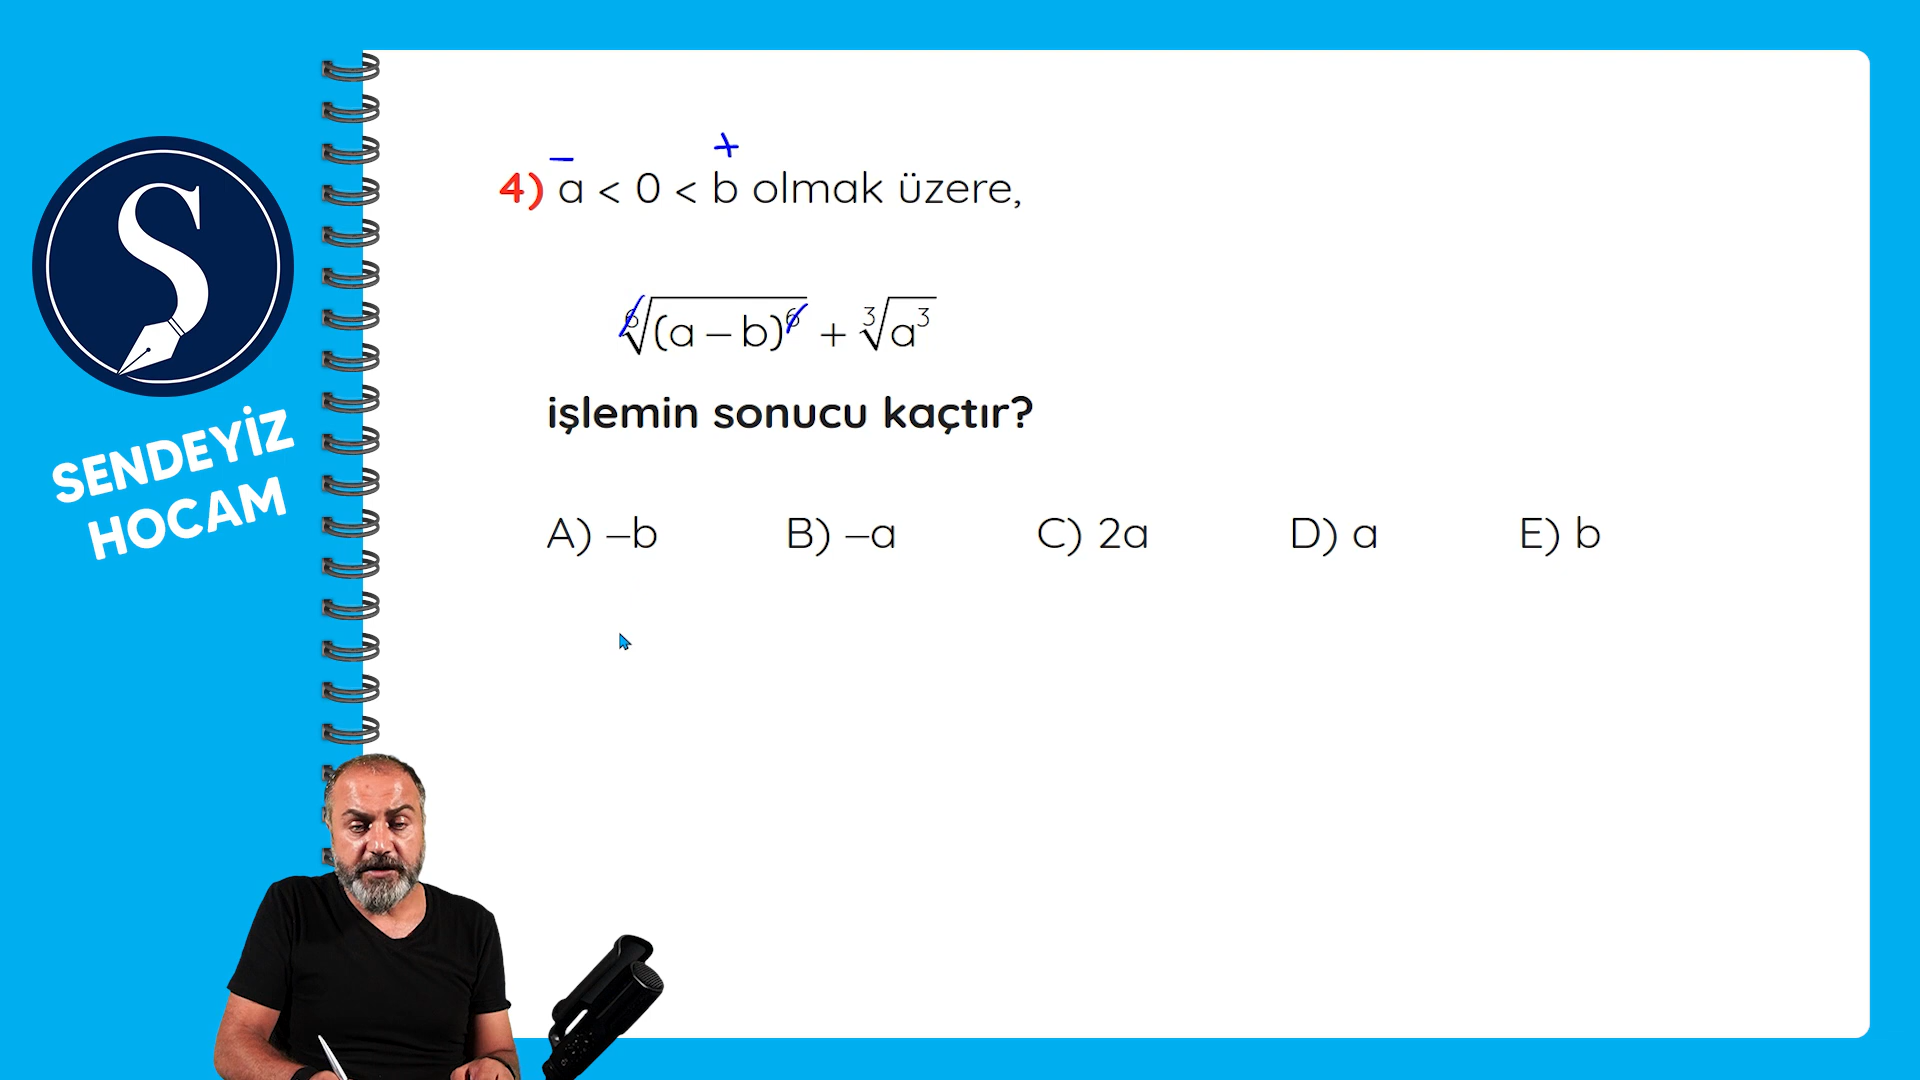 S
SENDEYİZ
HOCAM
− +
4) a < 0 < b olmak üzere,
⁶√(a – b)⁶ + ³√a³
işlemin sonucu kaçtır?
A) –b B) –a C) 2a D) a E) b